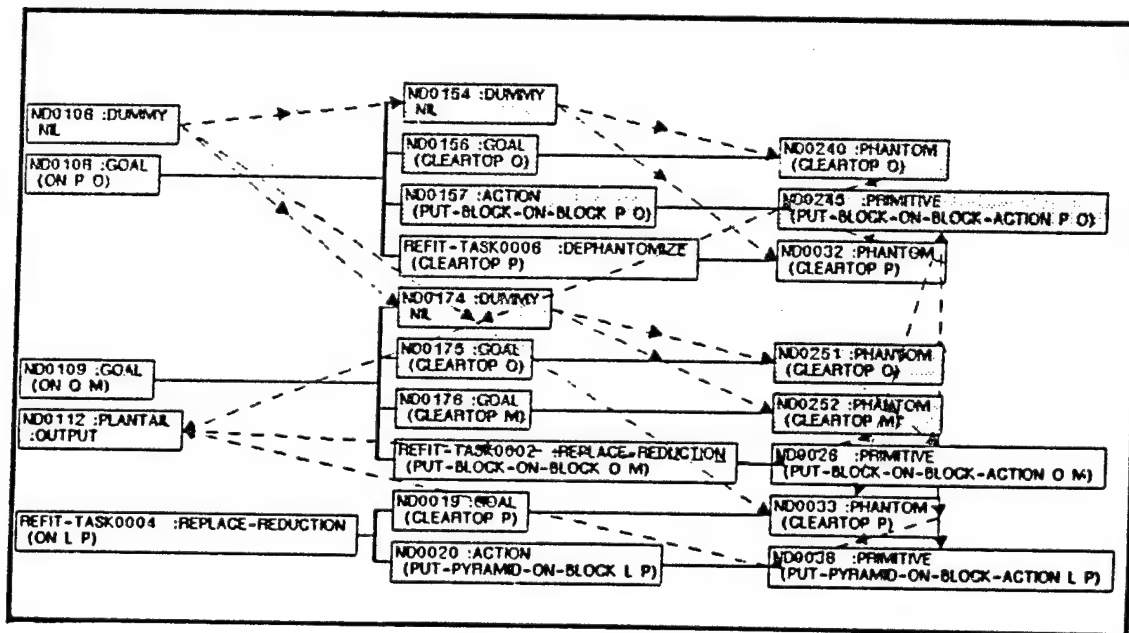 ND0106 :DUMMY
NIL
ND0108 :GOAL
(ON P O)
ND0109 :GOAL
(ON O M)
ND0112 :PLANTAIL
:OUTPUT
REFIT-TASK0004 :REPLACE-REDUCTION
(ON L P)
ND0154 :DUMMY
NIL
ND0156 :GOAL
(CLEARTOP O)
ND0157 :ACTION
(PUT-BLOCK-ON-BLOCK P O)
REFIT-TASK0006 :DEPHANTOMIZE
(CLEARTOP P)
ND0174 :DUMMY
NIL
ND0175 :GOAL
(CLEARTOP O)
ND0176 :GOAL
(CLEARTOP M)
REFIT-TASK0002 :REPLACE-REDUCTION
(PUT-BLOCK-ON-BLOCK O M)
ND0019 :GOAL
(CLEARTOP P)
ND0020 :ACTION
(PUT-PYRAMID-ON-BLOCK L P)
ND0240 :PHANTOM
(CLEARTOP O)
ND0245 :PRIMITIVE
(PUT-BLOCK-ON-BLOCK-ACTION P O)
ND0032 :PHANTOM
(CLEARTOP P)
ND0251 :PHANTOM
(CLEARTOP O)
ND0252 :PHANTOM
(CLEARTOP M)
ND0026 :PRIMITIVE
(PUT-BLOCK-ON-BLOCK-ACTION O M)
ND0033 :PHANTOM
(CLEARTOP P)
ND0038 :PRIMITIVE
(PUT-PYRAMID-ON-BLOCK-ACTION L P)